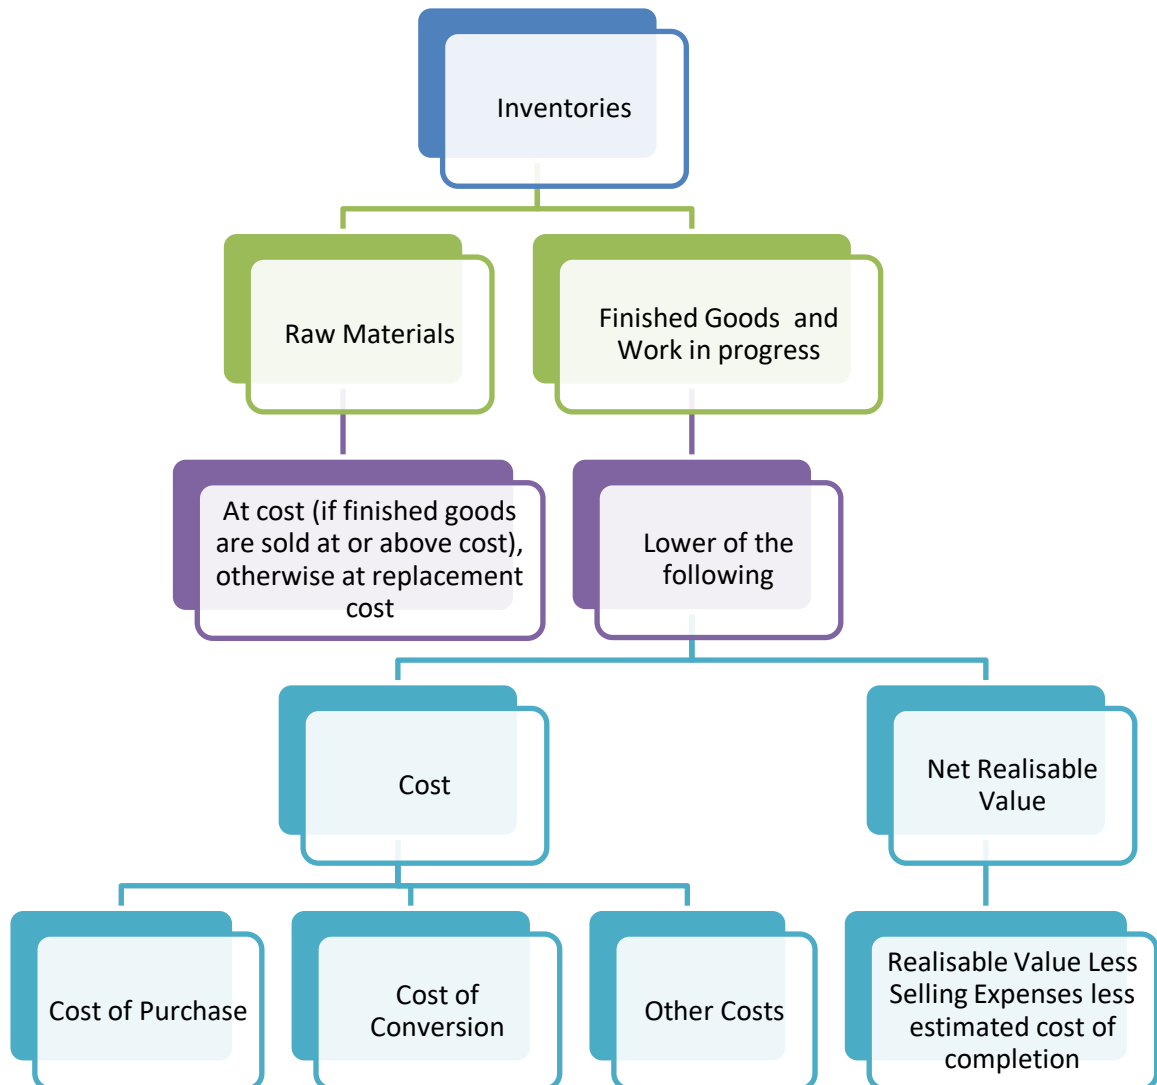 Inventories
Raw Materials
Finished Goods and
Work in progress
At cost (if finished goods
are sold at or above cost),
otherwise at replacement
cost
Lower of the
following
Cost
Net Realisable
Value
Cost of Purchase
Cost of
Conversion
Other Costs
Realisable Value Less
Selling Expenses less
estimated cost of
completion